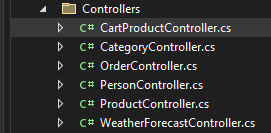 Controllers
C# CartProductController.cs
C# CategoryController.cs
C# OrderController.cs
C# PersonController.cs
C# ProductController.cs
C# WeatherForecastController.cs